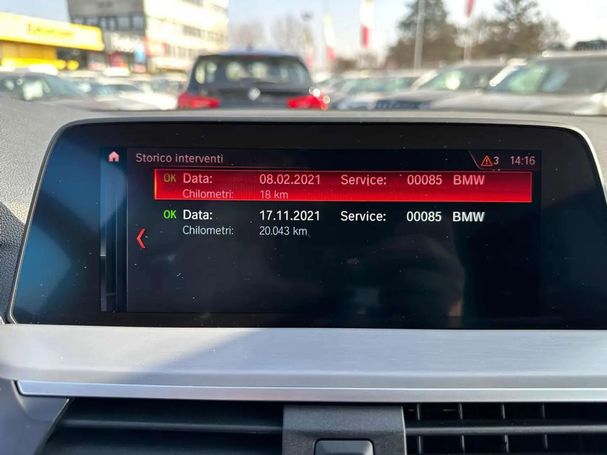 Storico interventi
3 14:16
OK Data: 08.02.2021 Service: 00085 BMW
Chilometri: 18 km
OK Data: 17.11.2021 Service: 00085 BMW
Chilometri: 20.043 km